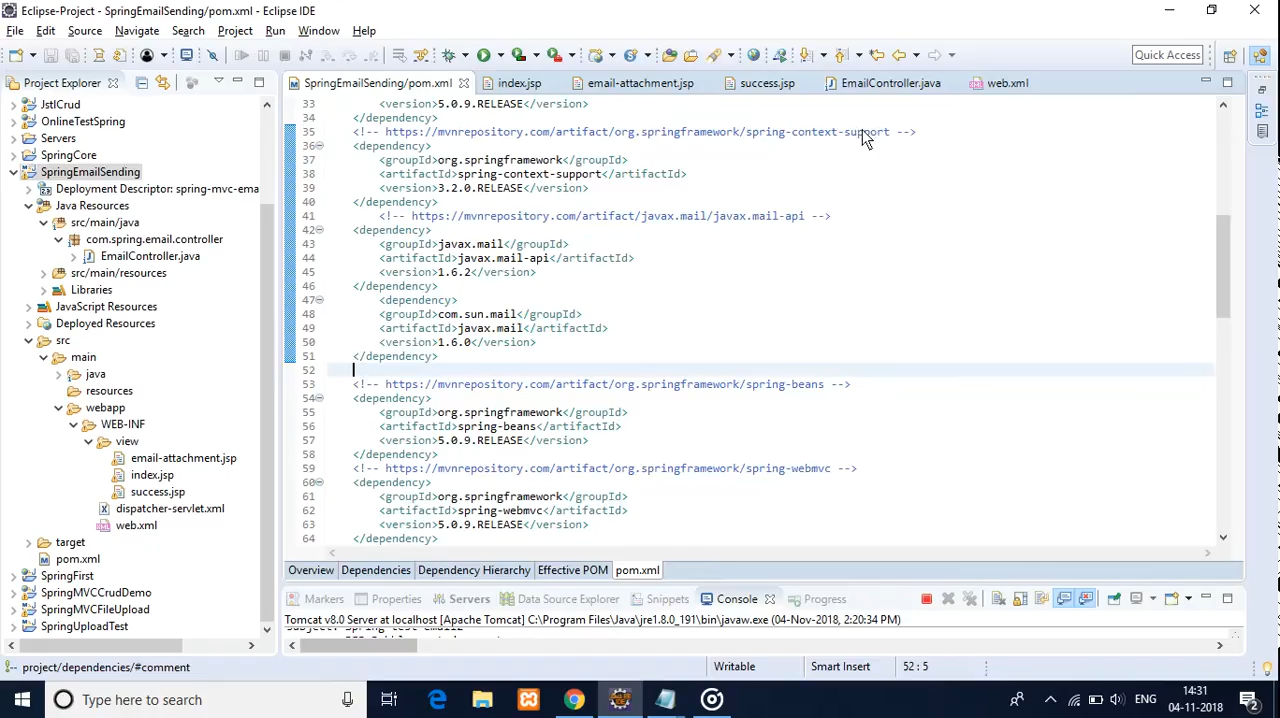 Eclipse-Project - SpringEmailSending/pom.xml - Eclipse IDE
File Edit Source Navigate Search Project Run Window Help
Quick Access
Project Explorer
SpringEmailSending/pom.xml index.jsp email-attachment.jsp success.jsp EmailController.java web.xml
JstlCrud
OnlineTestSpring
Servers
SpringCore
SpringEmailSending
Deployment Descriptor: spring-mvc-ema
Java Resources
src/main/java
com.spring.email.controller
EmailController.java
src/main/resources
Libraries
JavaScript Resources
Deployed Resources
src
main
java
resources
webapp
WEB-INF
view
email-attachment.jsp
index.jsp
success.jsp
dispatcher-servlet.xml
web.xml
target
pom.xml
SpringFirst
SpringMVCCrudDemo
SpringMVCFileUpload
SpringUploadTest
33 <version>5.0.9.RELEASE</version>
34 </dependency>
35 <!-- https://mvnrepository.com/artifact/org.springframework/spring-context-support -->
36 <dependency>
37 <groupId>org.springframework</groupId>
38 <artifactId>spring-context-support</artifactId>
39 <version>3.2.0.RELEASE</version>
40 </dependency>
41 <!-- https://mvnrepository.com/artifact/javax.mail/javax.mail-api -->
42 <dependency>
43 <groupId>javax.mail</groupId>
44 <artifactId>javax.mail-api</artifactId>
45 <version>1.6.2</version>
46 </dependency>
47 <dependency>
48 <groupId>com.sun.mail</groupId>
49 <artifactId>javax.mail</artifactId>
50 <version>1.6.0</version>
51 </dependency>
52
53 <!-- https://mvnrepository.com/artifact/org.springframework/spring-beans -->
54 <dependency>
55 <groupId>org.springframework</groupId>
56 <artifactId>spring-beans</artifactId>
57 <version>5.0.9.RELEASE</version>
58 </dependency>
59 <!-- https://mvnrepository.com/artifact/org.springframework/spring-webmvc -->
60 <dependency>
61 <groupId>org.springframework</groupId>
62 <artifactId>spring-webmvc</artifactId>
63 <version>5.0.9.RELEASE</version>
64 </dependency>
Overview Dependencies Dependency Hierarchy Effective POM pom.xml
Markers Properties Servers Data Source Explorer Snippets Console Progress
Tomcat v8.0 Server at localhost [Apache Tomcat] C:\Program Files\Java\jre1.8.0_191\bin\javaw.exe (04-Nov-2018, 2:20:34 PM)
project/dependencies/#comment Writable Smart Insert 52 : 5
Type here to search
ENG
14:31
04-11-2018
2